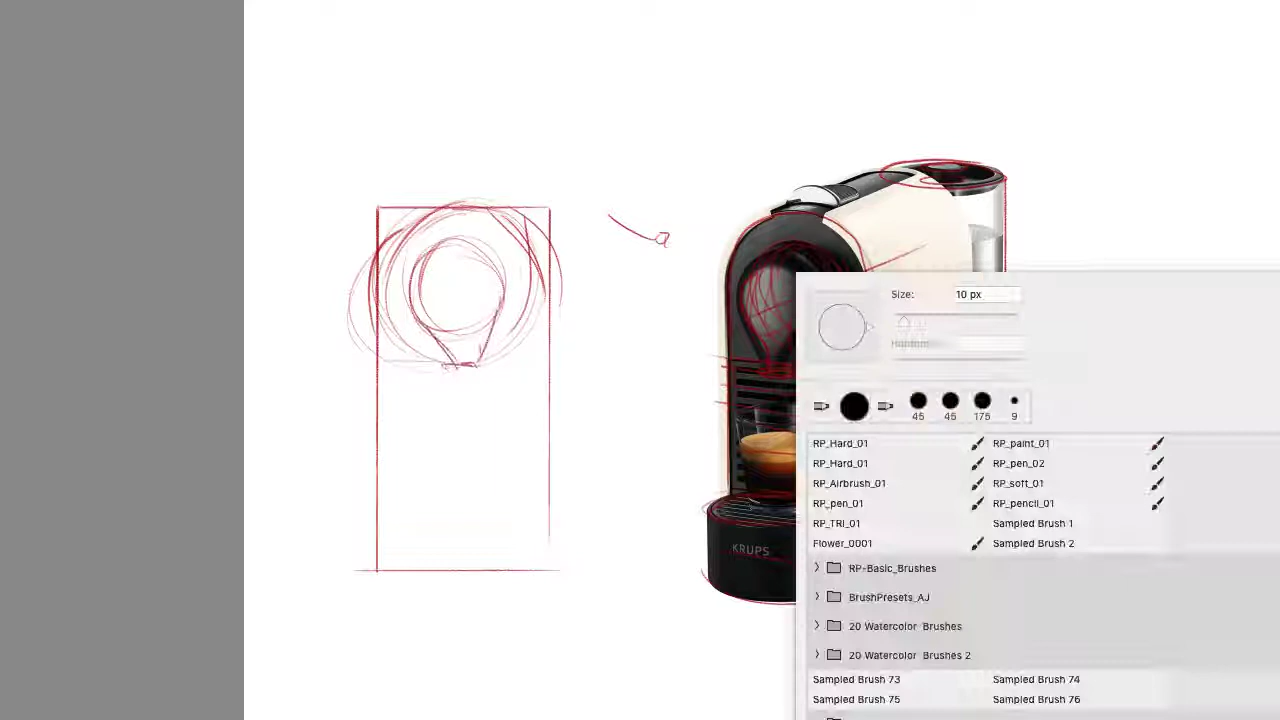 Size: 10 px
Hardness:
45 45 175 9
RP_Hard_01 RP_paint_01
RP_Hard_01 RP_pen_02
RP_Airbrush_01 RP_soft_01
RP_pen_01 RP_pencil_01
RP_TRI_01 Sampled Brush 1
Flower_0001 Sampled Brush 2
KRUPS
RP-Basic_Brushes
BrushPresets_AJ
20 Watercolor Brushes
20 Watercolor Brushes 2
Sampled Brush 73 Sampled Brush 74
Sampled Brush 75 Sampled Brush 76